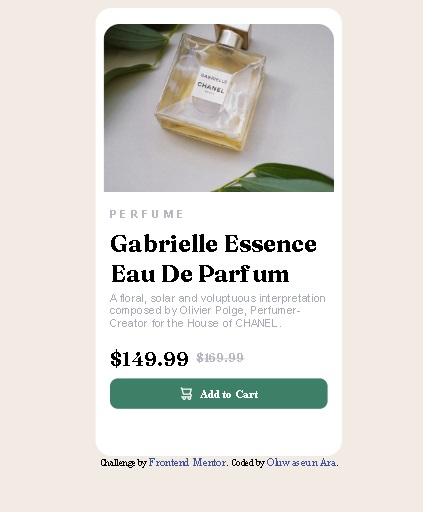 GABRIELLE
CHANEL
PERFUME
Gabrielle Essence
Eau De Parfum
A floral, solar and voluptuous interpretation
composed by Olivier Polge, Perfumer-
Creator for the House of CHANEL.
$149.99 $169.99
Add to Cart
Challenge by Frontend Mentor. Coded by Oluwaseun Ara.